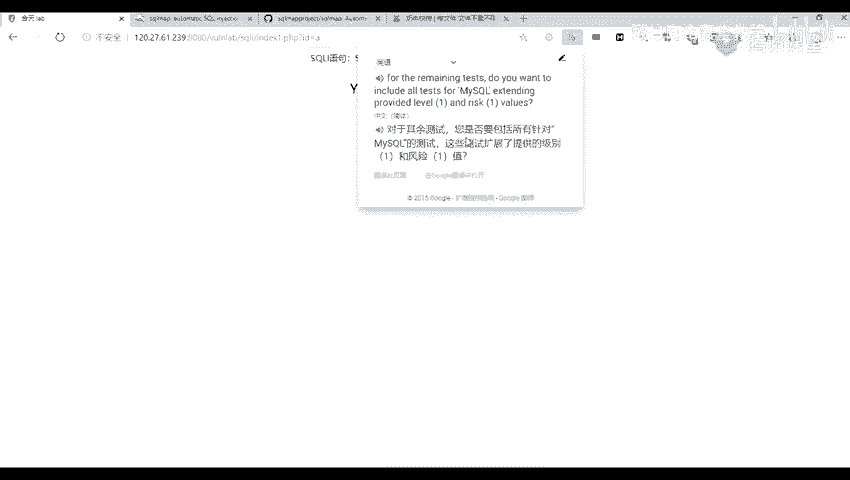 合天 lab
sqlmap: automatic SQL injectio
sqlmapproject/sqlmap: Autom
不安全 | 120.27.61.239:8080/vulnlab/sqli/index1.php?id=a
SQLI语句: S
Y
英语
for the remaining tests, do you want to
include all tests for 'MySQL' extending
provided level (1) and risk (1) values?
中文（简体）
对于其余测试，您是否要包括所有针对“
MySQL”的测试，这些测试扩展了提供的级别
（1）和风险（1）值？
在Google翻译中打开
© 2015 Google - 扩展程序选项 - Google 翻译